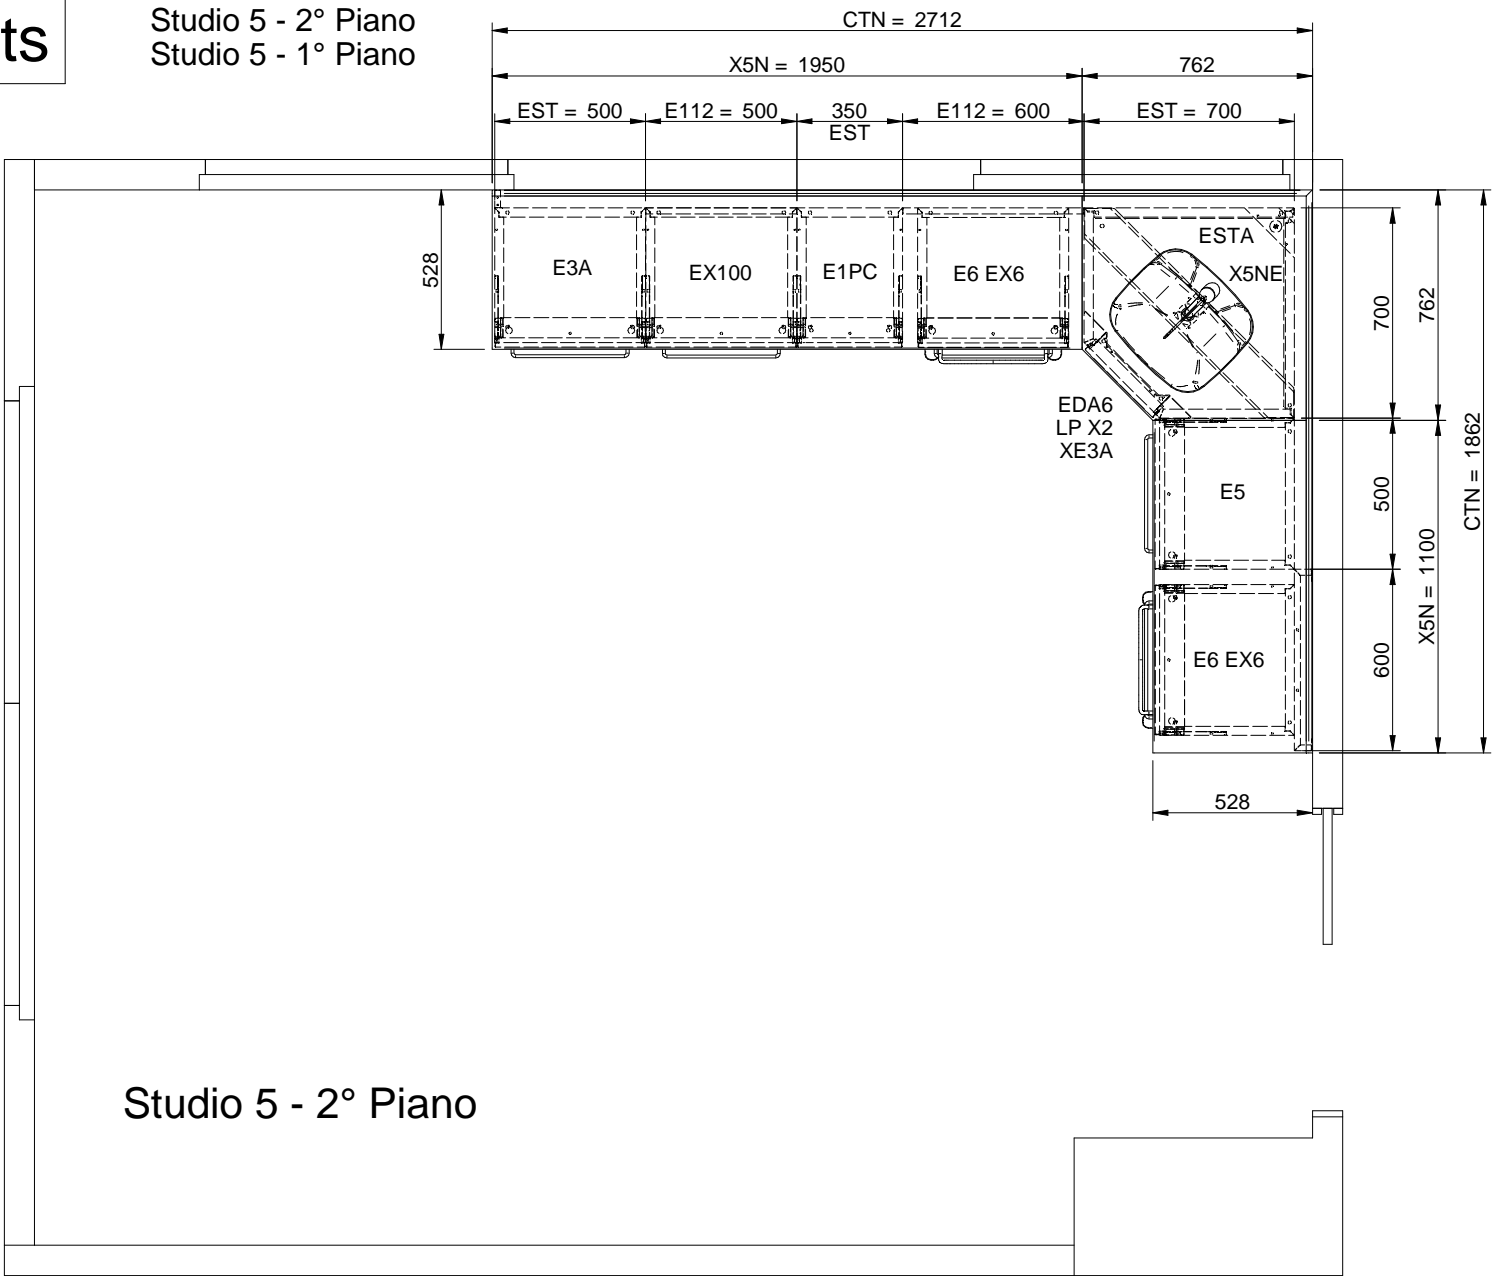 ts
Studio 5 - 2° Piano
Studio 5 - 1° Piano
CTN = 2712
X5N = 1950
762
EST = 500
E112 = 500
350
EST
E112 = 600
EST = 700
528
E3A
EX100
E1PC
E6 EX6
ESTA
X5NE
700
762
CTN = 1862
EDA6
LP X2
XE3A
E5
500
X5N = 1100
E6 EX6
600
528
Studio 5 - 2° Piano